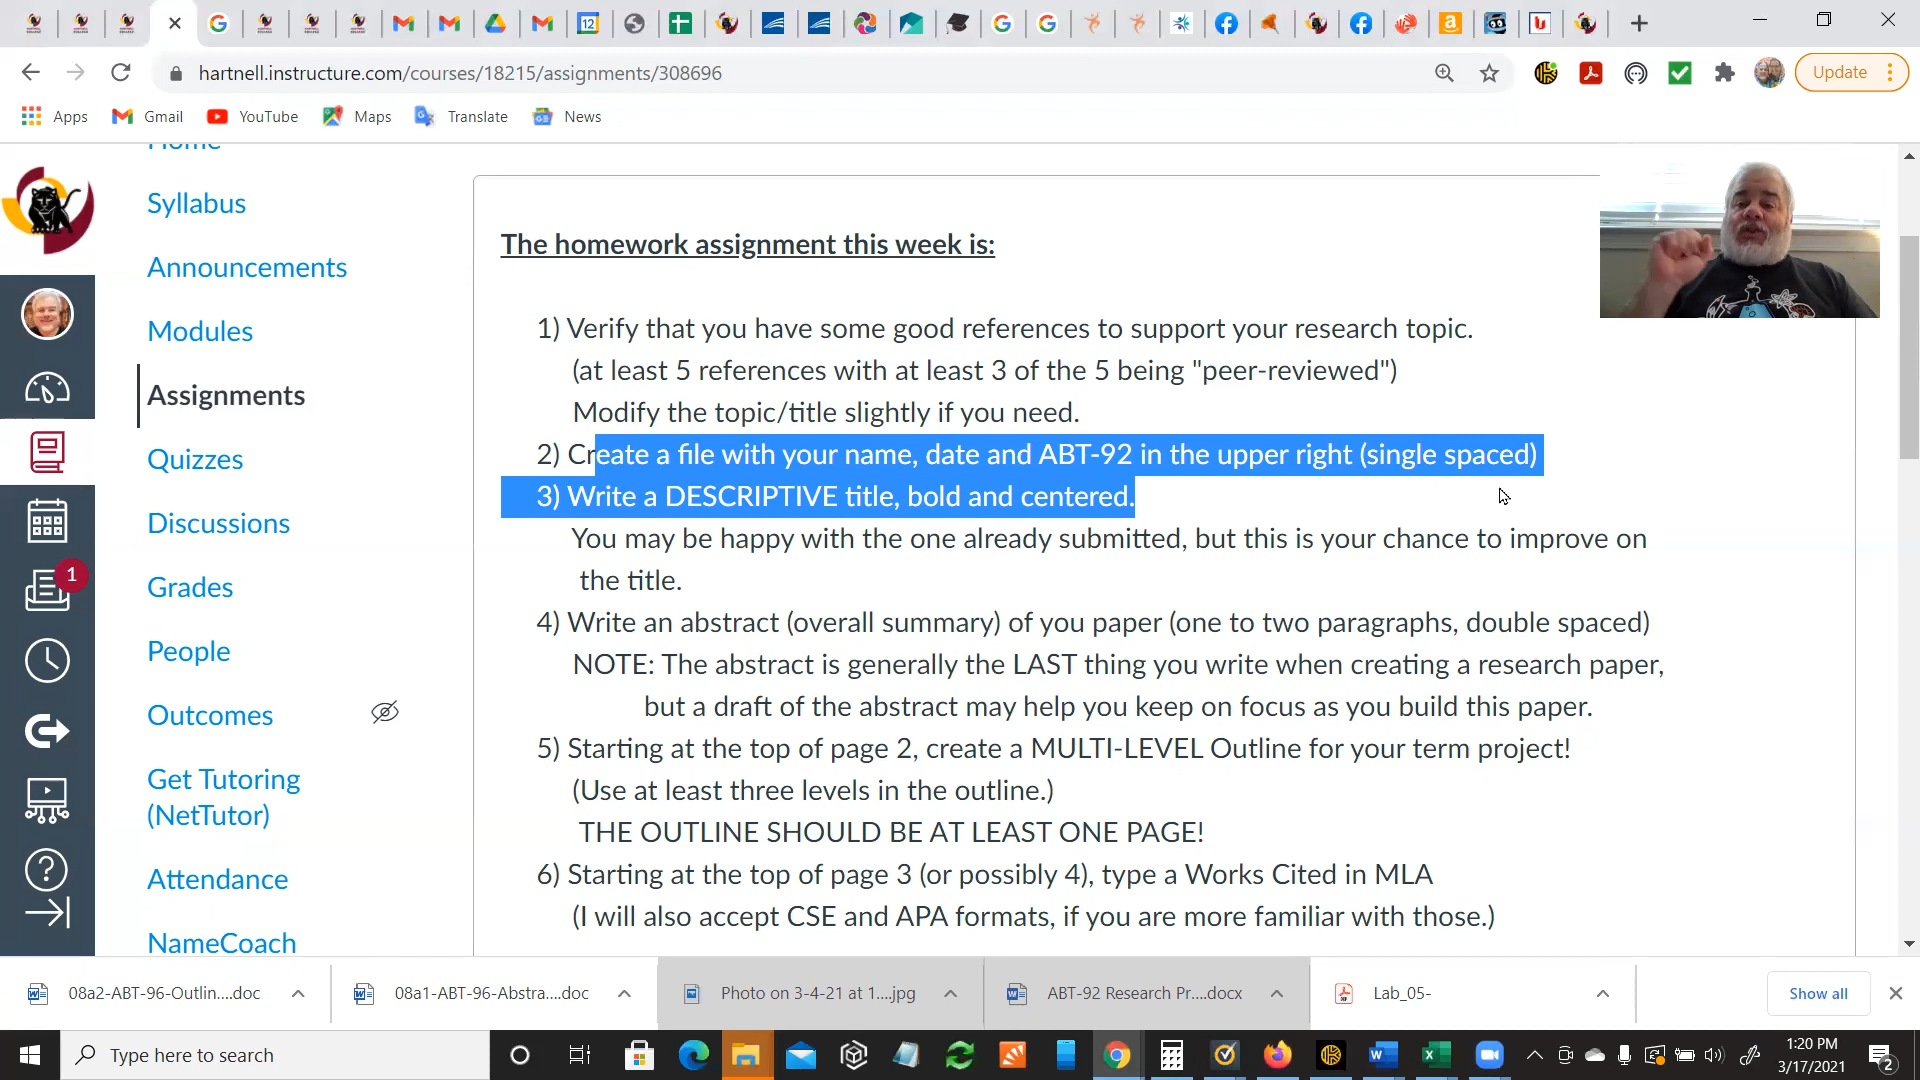 hartnell.instructure.com/courses/18215/assignments/308696
Update
Apps
Gmail
YouTube
Maps
Translate
News
Home
Syllabus
Announcements
Modules
Assignments
Quizzes
Discussions
Grades
People
Outcomes
Get Tutoring
(NetTutor)
Attendance
NameCoach
1
The homework assignment this week is:
1) Verify that you have some good references to support your research topic.
(at least 5 references with at least 3 of the 5 being "peer-reviewed")
Modify the topic/title slightly if you need.
2) Create a file with your name, date and ABT-92 in the upper right (single spaced)
3) Write a DESCRIPTIVE title, bold and centered.
You may be happy with the one already submitted, but this is your chance to improve on
the title.
4) Write an abstract (overall summary) of you paper (one to two paragraphs, double spaced)
NOTE: The abstract is generally the LAST thing you write when creating a research paper,
but a draft of the abstract may help you keep on focus as you build this paper.
5) Starting at the top of page 2, create a MULTI-LEVEL Outline for your term project!
(Use at least three levels in the outline.)
THE OUTLINE SHOULD BE AT LEAST ONE PAGE!
6) Starting at the top of page 3 (or possibly 4), type a Works Cited in MLA
(I will also accept CSE and APA formats, if you are more familiar with those.)
08a2-ABT-96-Outlin....doc
08a1-ABT-96-Abstra....doc
Photo on 3-4-21 at 1....jpg
ABT-92 Research Pr....docx
Lab_05-
Show all
Type here to search
1:20 PM
3/17/2021
2